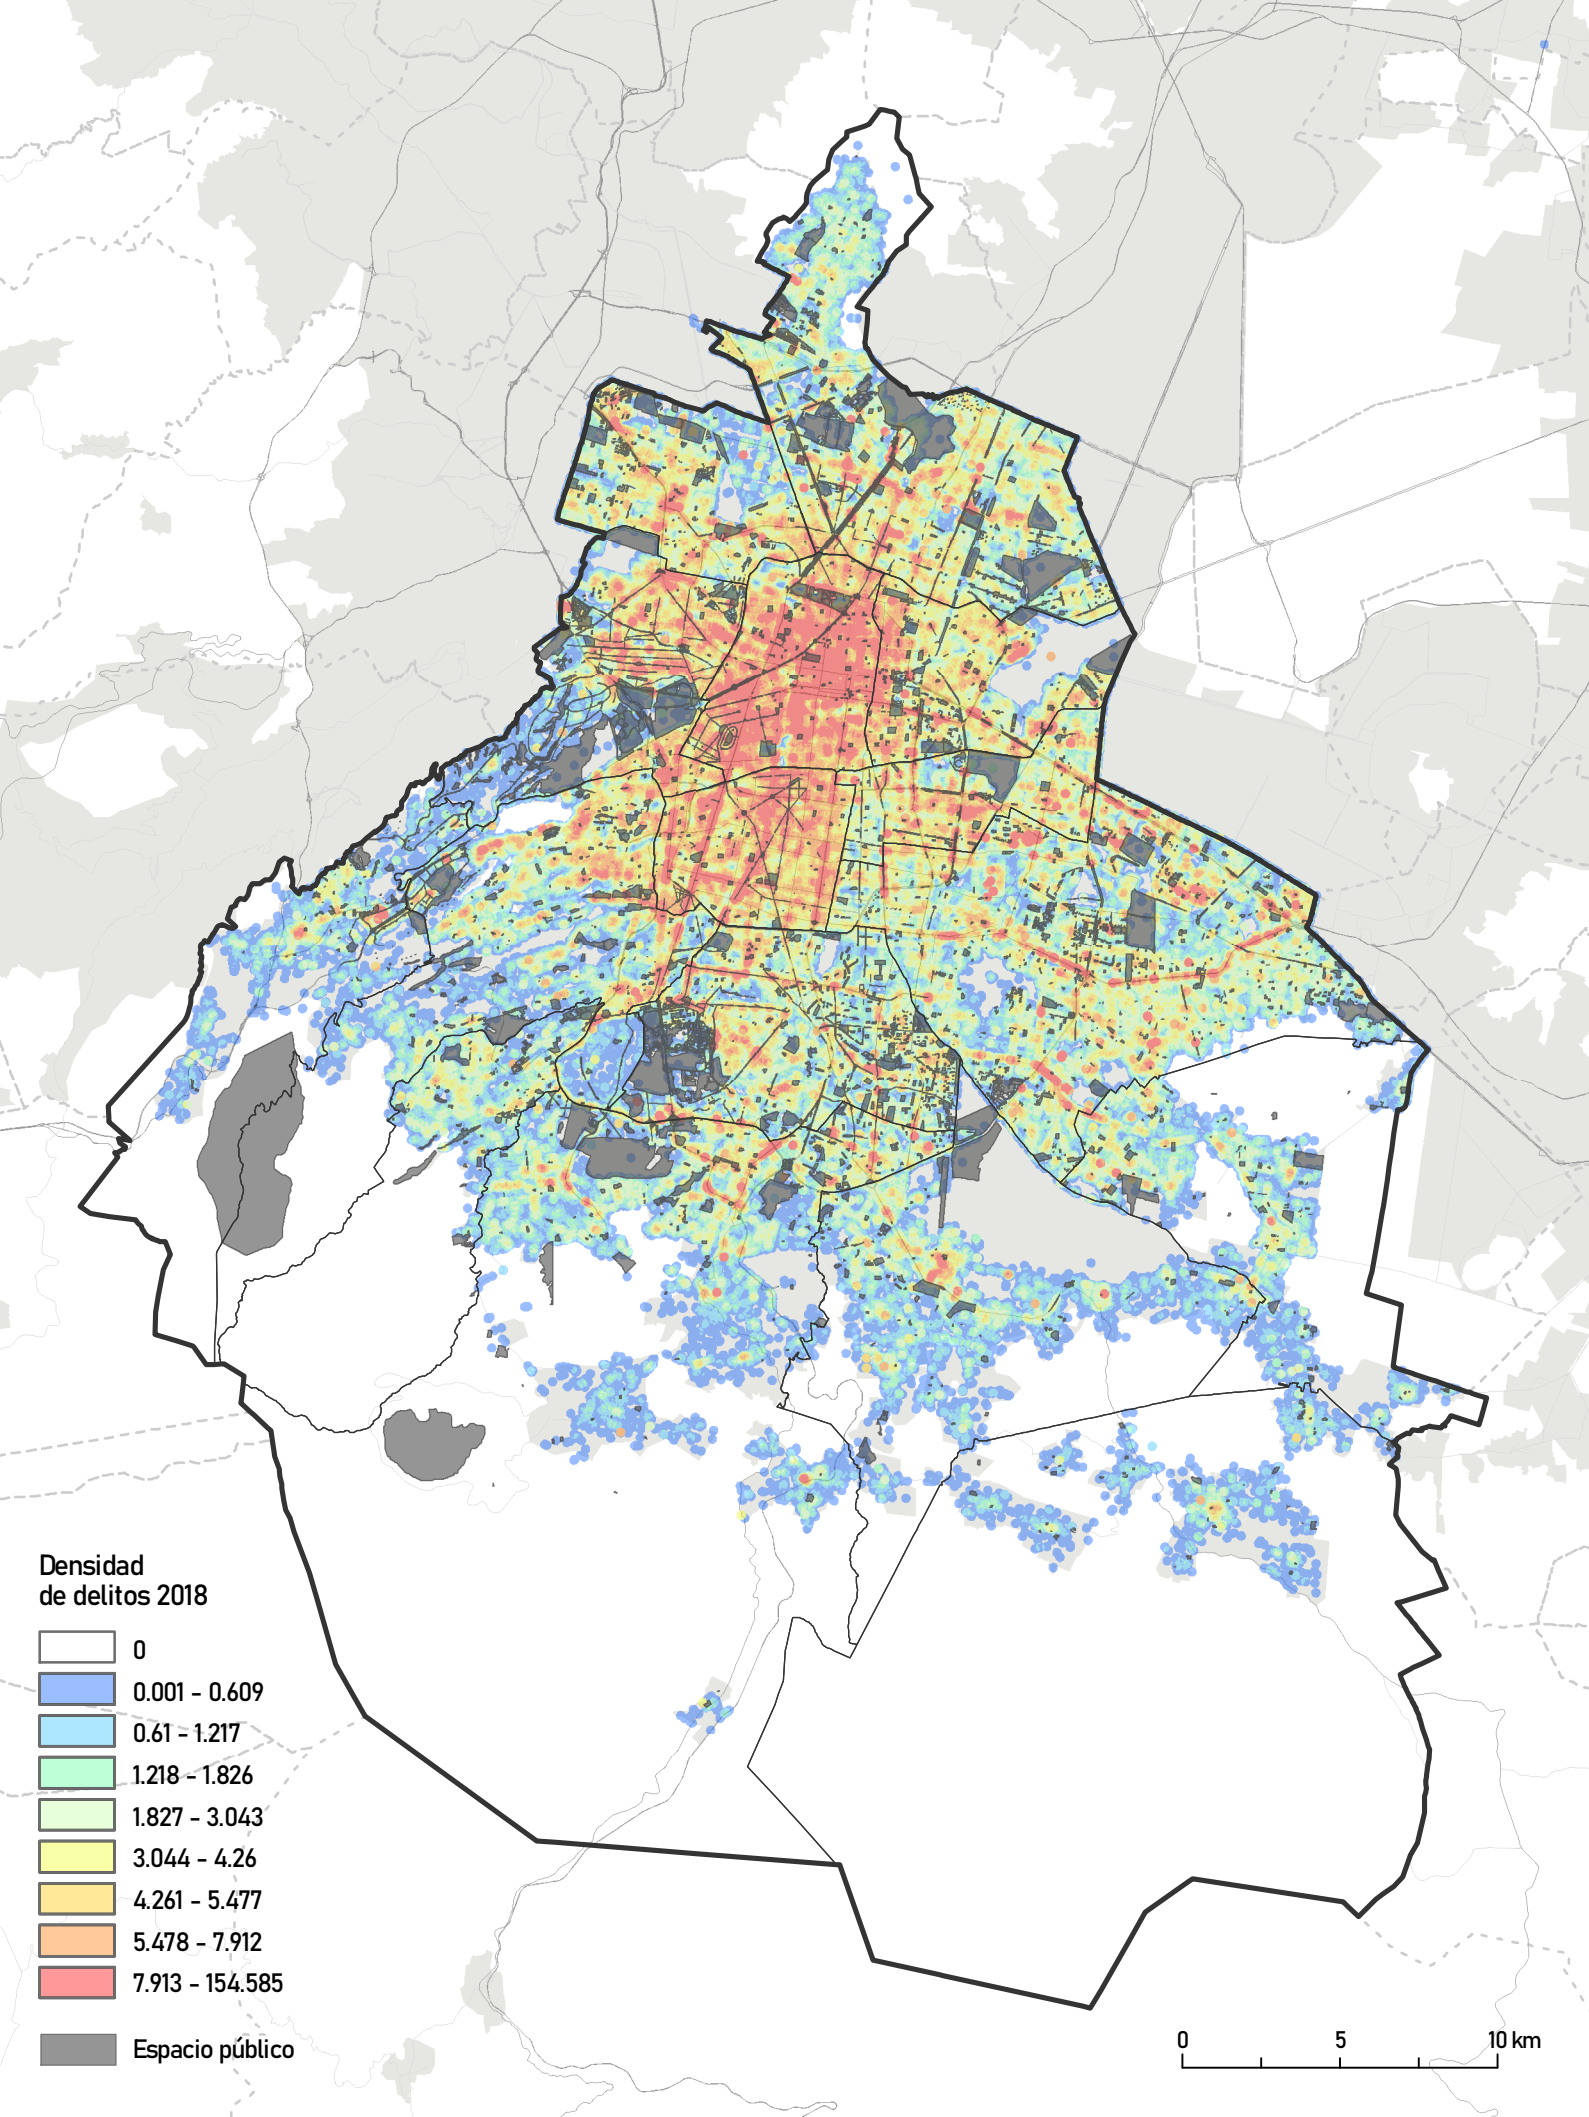 Densidad
de delitos 2018
0
0.001 - 0.609
0.61 - 1.217
1.218 - 1.826
1.827 - 3.043
3.044 - 4.26
4.261 - 5.477
5.478 - 7.912
7.913 - 154.585
Espacio público
0 5 10 km